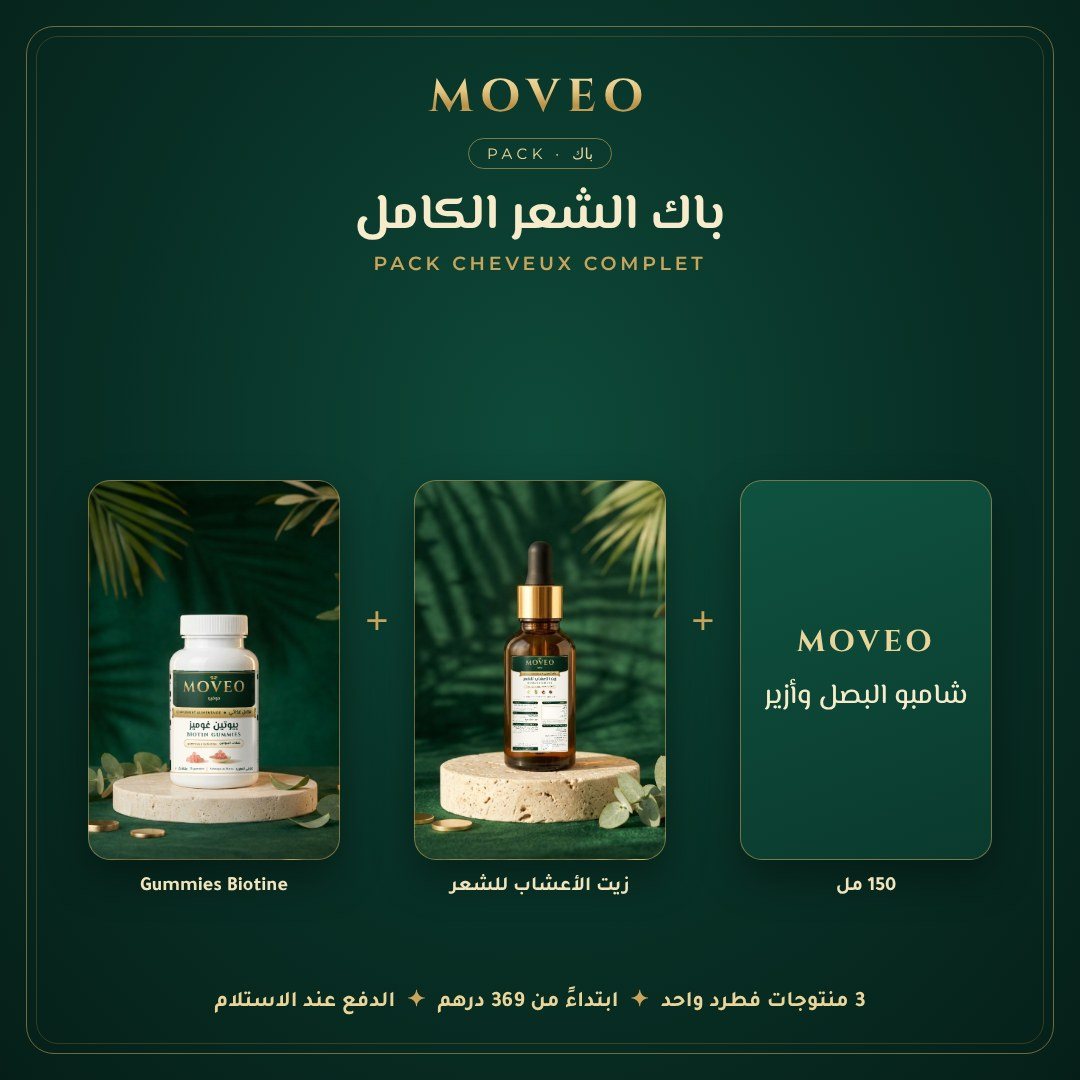 MOVEO
PACK · باك
باك الشعر الكامل
PACK CHEVEUX COMPLET
MOVEO
بيوتين غوميز
BIOTIN GUMMIES
+
MOVEO
+
MOVEO
شامبو البصل وأزير
Gummies Biotine
زيت الأعشاب للشعر
150 مل
3 منتوجات فطرد واحد ✦ ابتداءً من 369 درهم ✦ الدفع عند الاستلام